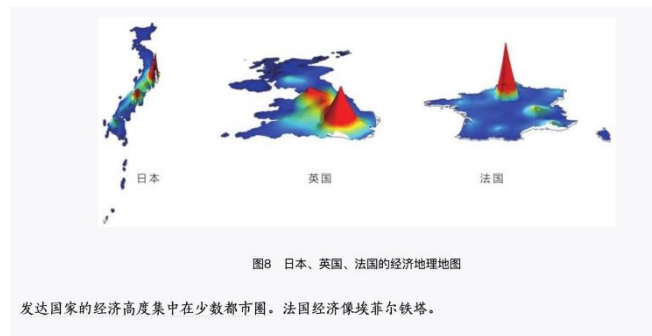 日本
英国
法国
图8 日本、英国、法国的经济地理地图
发达国家的经济高度集中在少数都市圈。法国经济像埃菲尔铁塔。